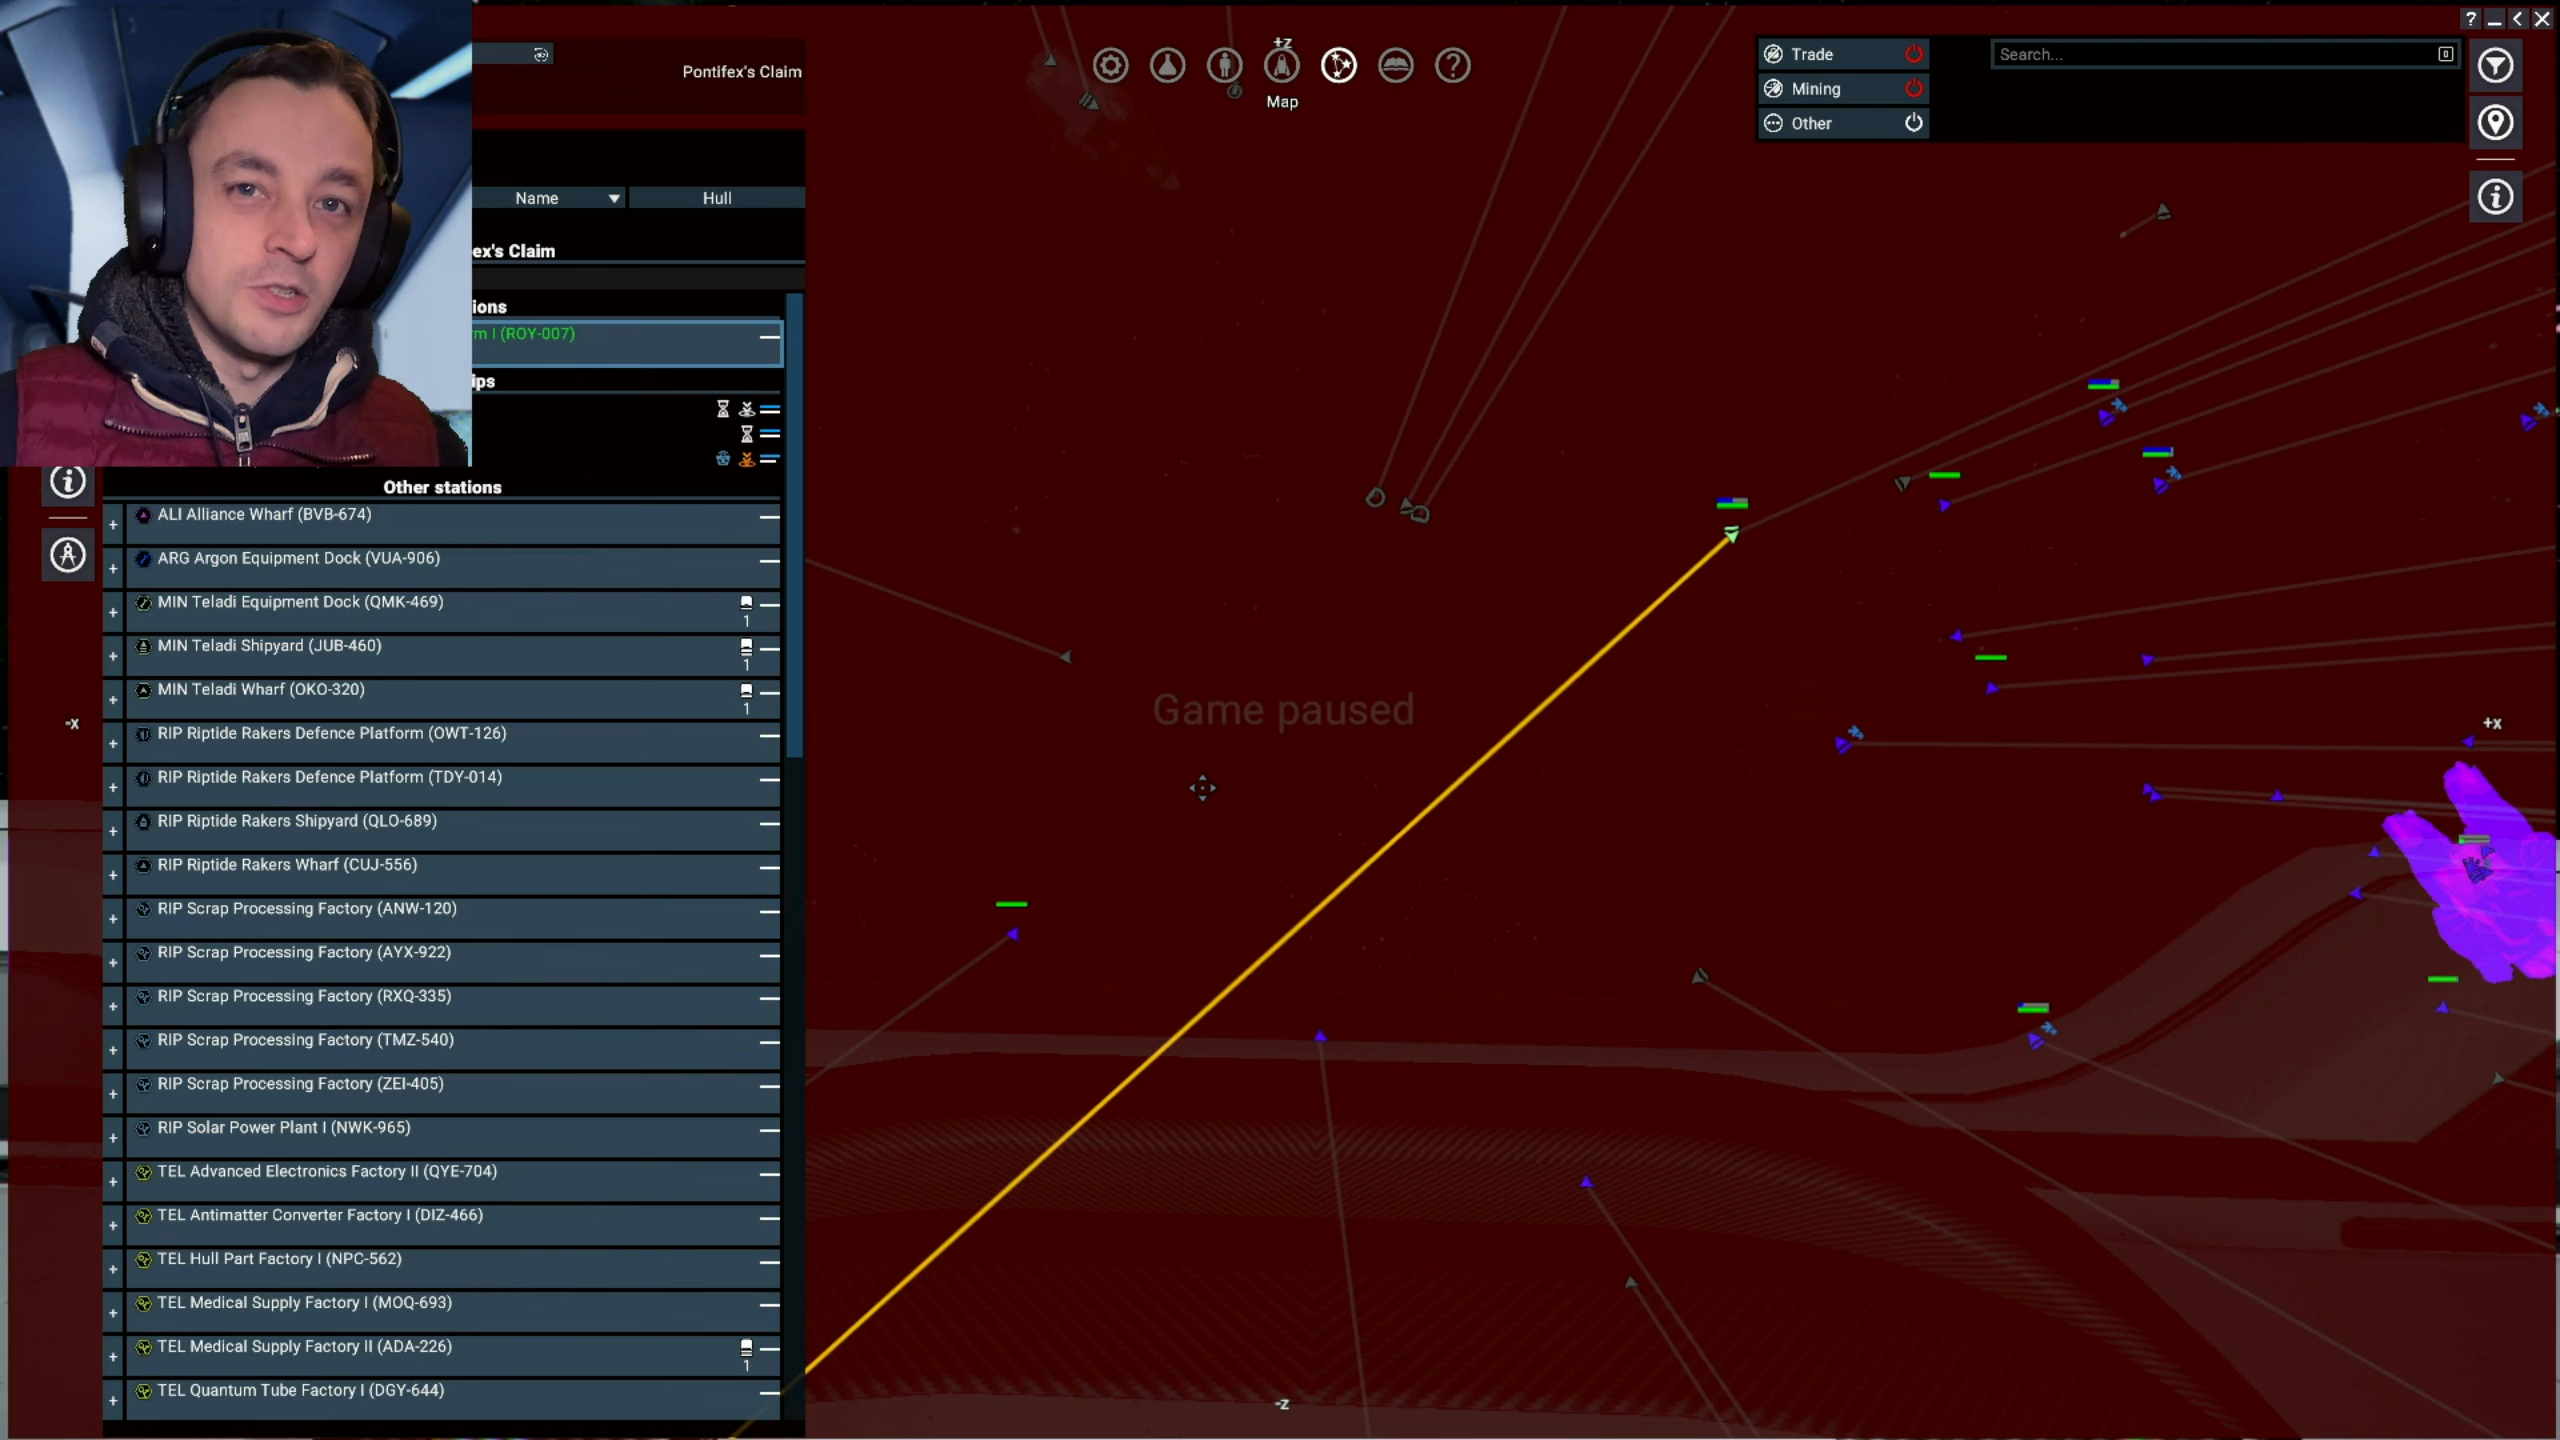 Pontifex's Claim
+z
Map
Trade
Mining
Other
Search...
Name
Hull
ex's Claim
ions
m I (ROY-007)
ips
Other stations
ALI Alliance Wharf (BVB-674)
ARG Argon Equipment Dock (VUA-906)
MIN Teladi Equipment Dock (QMK-469)
1
MIN Teladi Shipyard (JUB-460)
1
MIN Teladi Wharf (OKO-320)
1
RIP Riptide Rakers Defence Platform (OWT-126)
RIP Riptide Rakers Defence Platform (TDY-014)
RIP Riptide Rakers Shipyard (QLO-689)
RIP Riptide Rakers Wharf (CUJ-556)
RIP Scrap Processing Factory (ANW-120)
RIP Scrap Processing Factory (AYX-922)
RIP Scrap Processing Factory (RXQ-335)
RIP Scrap Processing Factory (TMZ-540)
RIP Scrap Processing Factory (ZEI-405)
RIP Solar Power Plant I (NWK-965)
TEL Advanced Electronics Factory II (QYE-704)
TEL Antimatter Converter Factory I (DIZ-466)
TEL Hull Part Factory I (NPC-562)
TEL Medical Supply Factory I (MOQ-693)
TEL Medical Supply Factory II (ADA-226)
1
TEL Quantum Tube Factory I (DGY-644)
-x
Game paused
+x
-z